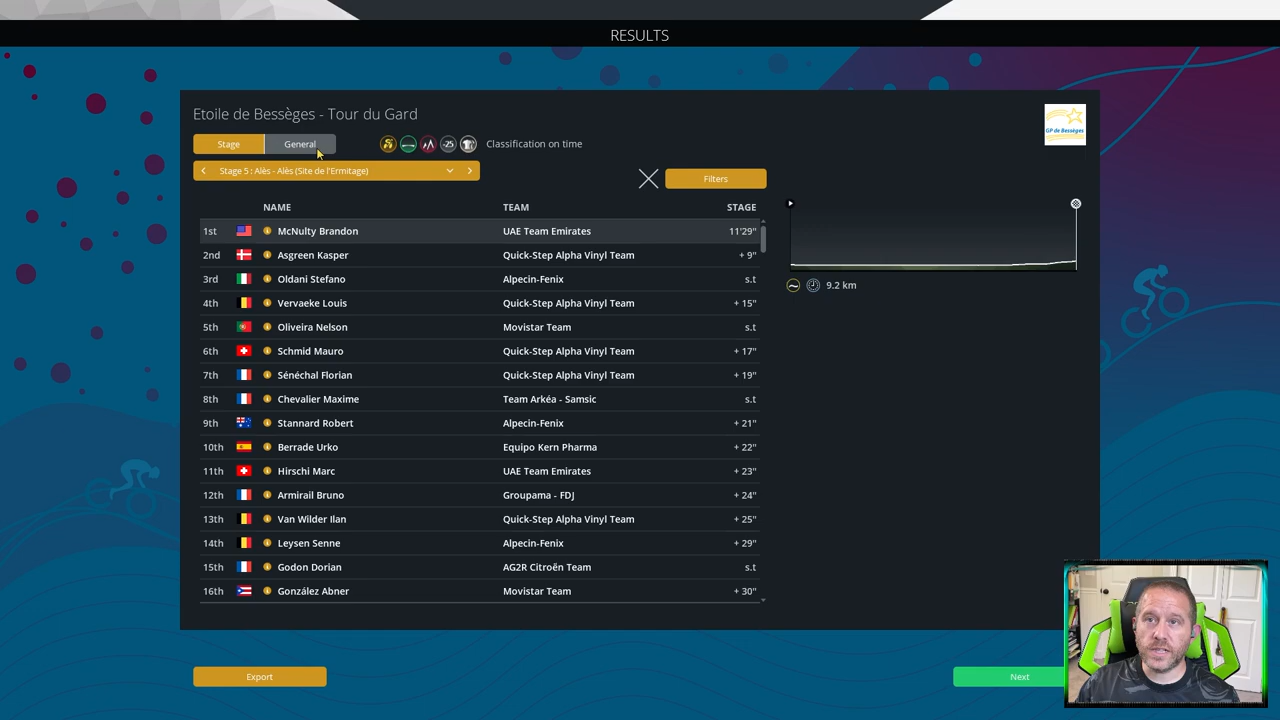 RESULTS
Etoile de Bessèges - Tour du Gard
GP de Bessèges
Stage General -25 Classification on time
Stage 5 : Alès - Alès (Site de l'Ermitage)
Filters
NAME TEAM STAGE
1st McNulty Brandon UAE Team Emirates 11'29''
2nd Asgreen Kasper Quick-Step Alpha Vinyl Team + 9''
3rd Oldani Stefano Alpecin-Fenix s.t
4th Vervaeke Louis Quick-Step Alpha Vinyl Team + 15''
5th Oliveira Nelson Movistar Team s.t
6th Schmid Mauro Quick-Step Alpha Vinyl Team + 17''
7th Sénéchal Florian Quick-Step Alpha Vinyl Team + 19''
8th Chevalier Maxime Team Arkéa - Samsic s.t
9th Stannard Robert Alpecin-Fenix + 21''
10th Berrade Urko Equipo Kern Pharma + 22''
11th Hirschi Marc UAE Team Emirates + 23''
12th Armirail Bruno Groupama - FDJ + 24''
13th Van Wilder Ilan Quick-Step Alpha Vinyl Team + 25''
14th Leysen Senne Alpecin-Fenix + 29''
15th Godon Dorian AG2R Citroën Team s.t
16th González Abner Movistar Team + 30''
9.2 km
Export
Next